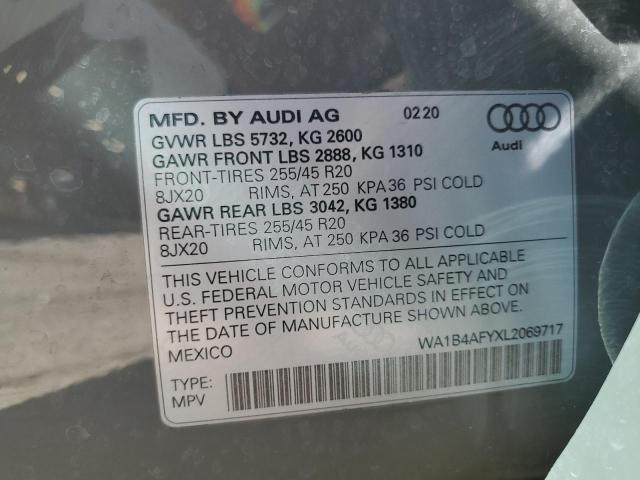 MFD. BY AUDI AG 02 20
GVWR LBS 5732, KG 2600
GAWR FRONT LBS 2888, KG 1310
Audi
FRONT-TIRES 255/45 R20
8JX20 RIMS, AT 250 KPA 36 PSI COLD
GAWR REAR LBS 3042, KG 1380
REAR-TIRES 255/45 R20
8JX20 RIMS, AT 250 KPA 36 PSI COLD
THIS VEHICLE CONFORMS TO ALL APPLICABLE
U.S. FEDERAL MOTOR VEHICLE SAFETY AND
THEFT PREVENTION STANDARDS IN EFFECT ON
THE DATE OF MANUFACTURE SHOWN ABOVE.
MEXICO
WA1B4AFYXL2069717
TYPE:
MPV